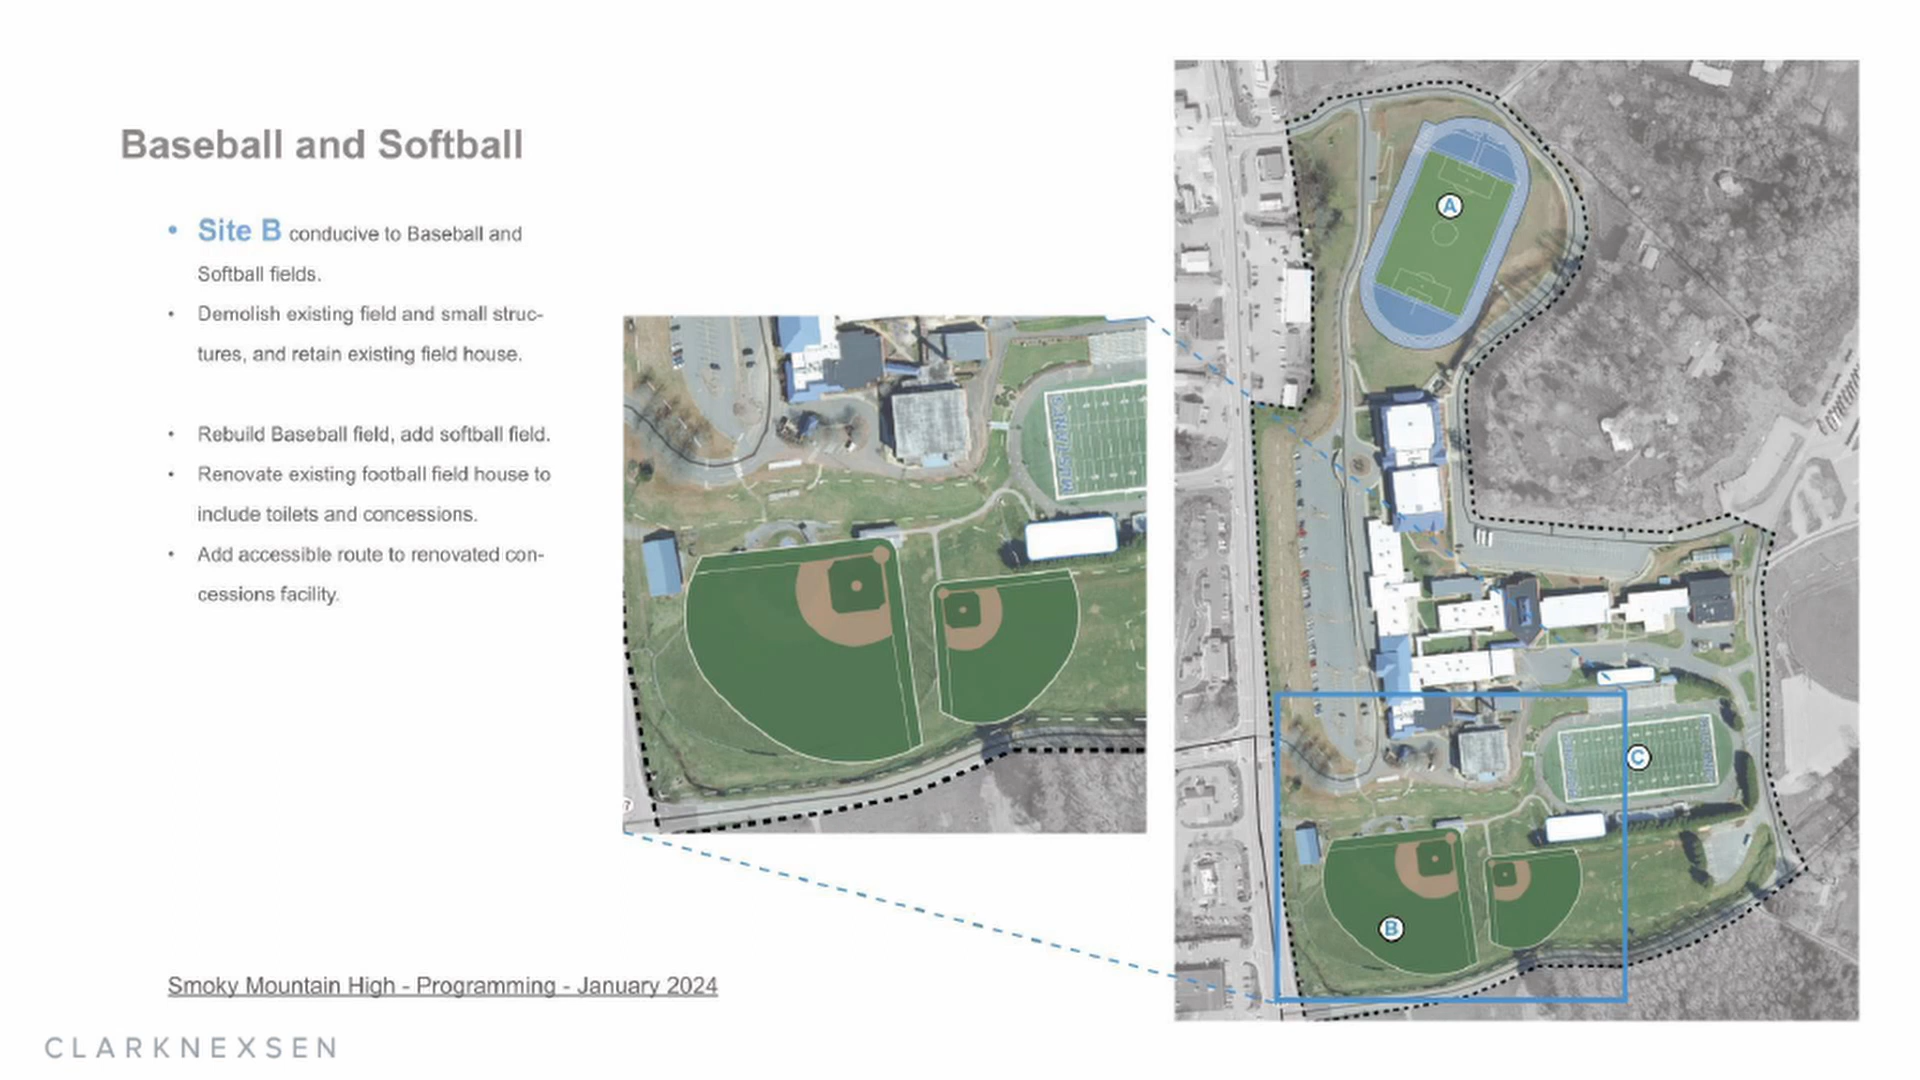 Baseball and Softball
• Site B conducive to Baseball and
Softball fields.
• Demolish existing field and small struc-
tures, and retain existing field house.
• Rebuild Baseball field, add softball field.
• Renovate existing football field house to
include toilets and concessions.
• Add accessible route to renovated con-
cessions facility.
MUSTANGS
A
C
B
Smoky Mountain High - Programming - January 2024
CLARKNEXSEN